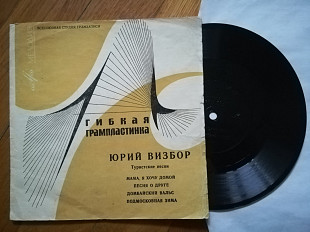 ГИБКАЯ
ГРАМПЛАСТИНКА
ЮРИЙ ВИЗБОР
Туристские песни
МАМА, Я ХОЧУ ДОМОЙ
ПЕСНЯ О ДРУГЕ
ДОМБАЙСКИЙ ВАЛЬС
ПОДМОСКОВНАЯ ЗИМА